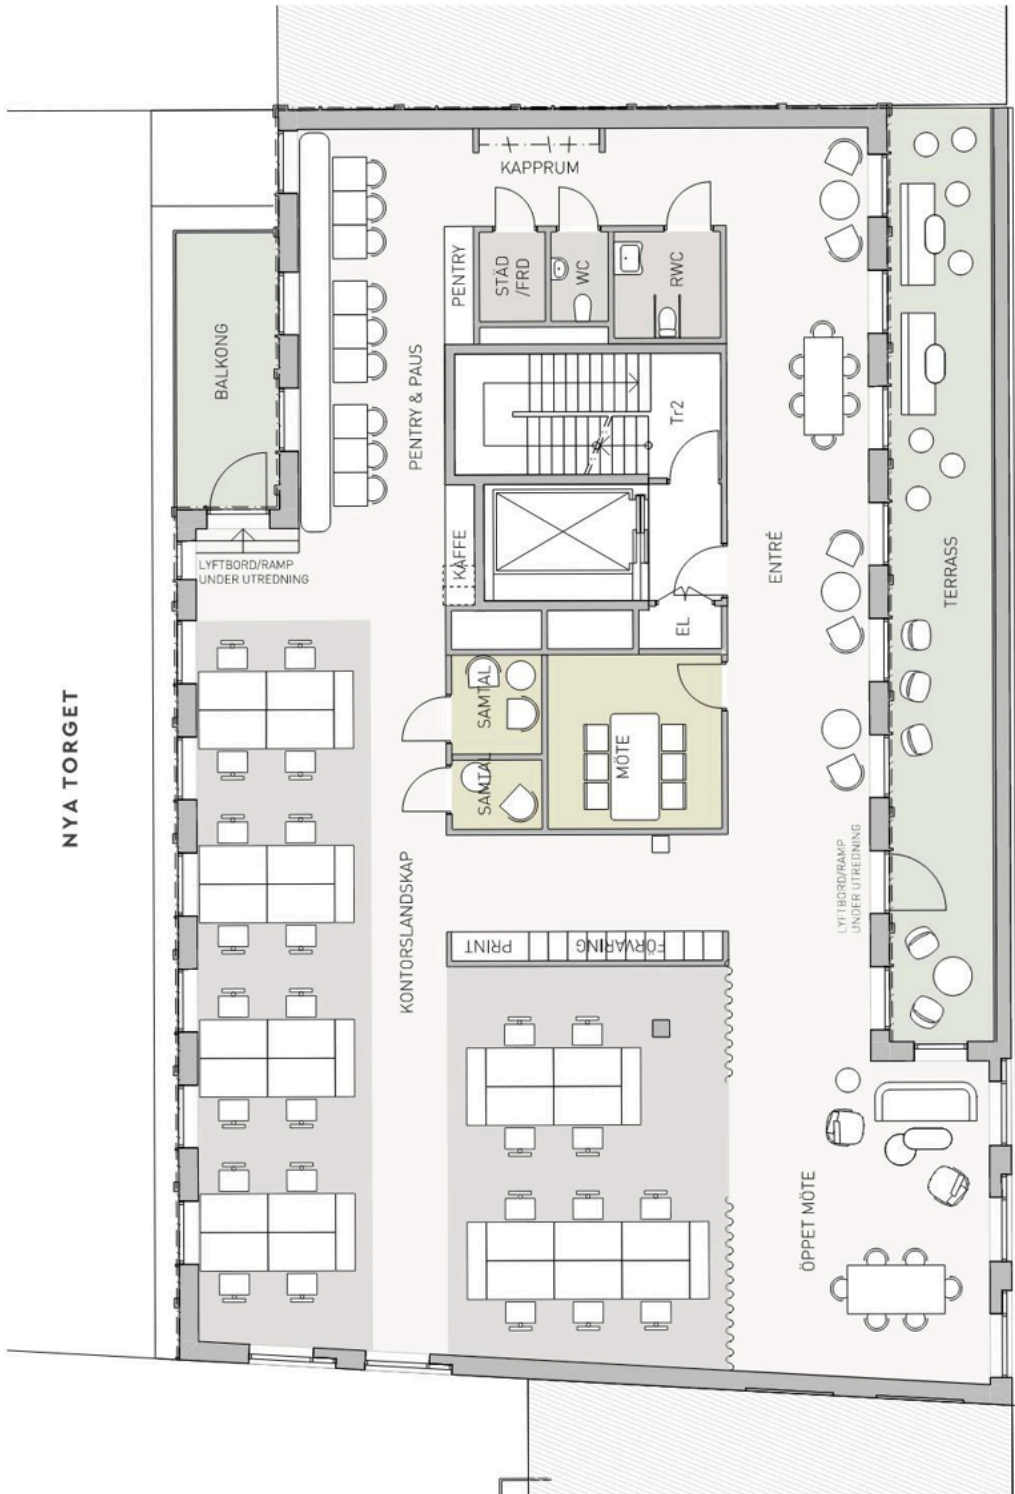 KAPPRUM
PENTRY
STÄD
/FRD
WC
RWC
BALKONG
PENTRY & PAUS
Tr2
KAFFE
ENTRÉ
TERRASS
LYFTBORD/RAMP
UNDER UTREDNING
EL
SAMTAL
MÖTE
SAMTAL
NYA TORGET
KONTORSLANDSKAP
LYFTBORD/RAMP
UNDER UTREDNING
PRINT
FÖRVARING
ÖPPET MÖTE